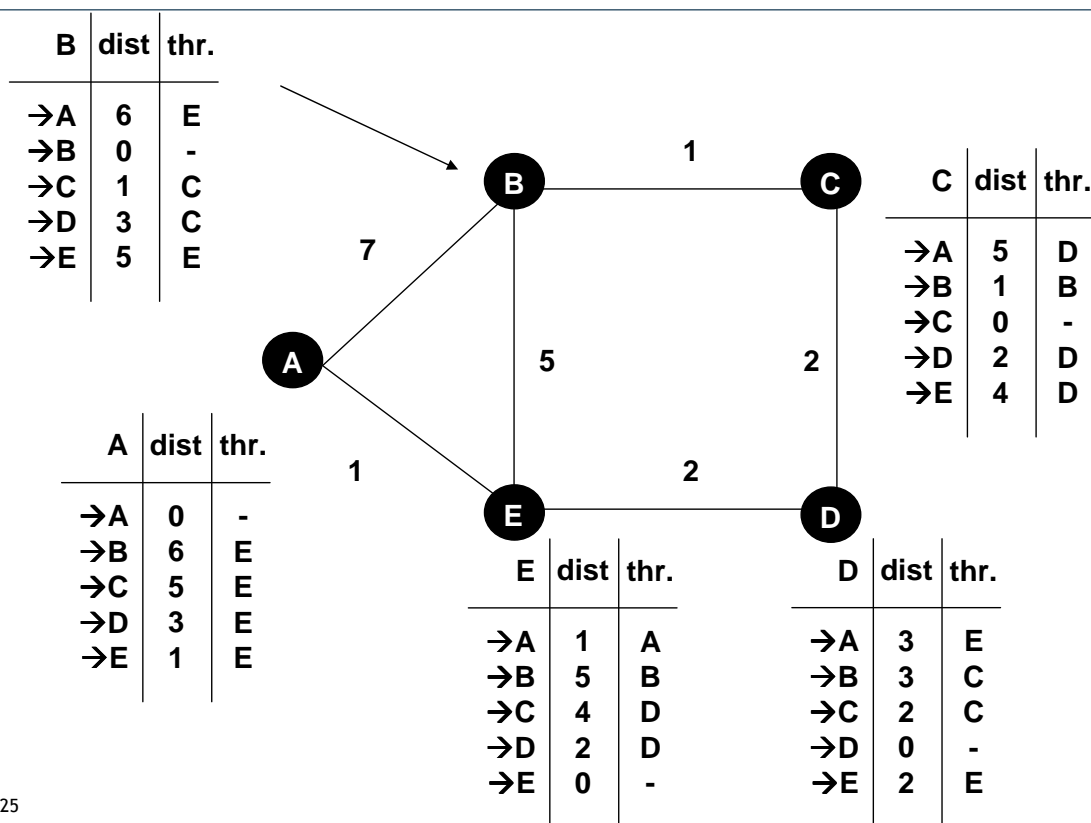 B dist thr.
→A 6 E
→B 0 -
→C 1 C
→D 3 C
→E 5 E
B
1
C
7
A
5
2
1
E
2
D
C dist thr.
→A 5 D
→B 1 B
→C 0 -
→D 2 D
→E 4 D
A dist thr.
→A 0 -
→B 6 E
→C 5 E
→D 3 E
→E 1 E
E dist thr.
→A 1 A
→B 5 B
→C 4 D
→D 2 D
→E 0 -
D dist thr.
→A 3 E
→B 3 C
→C 2 C
→D 0 -
→E 2 E
25